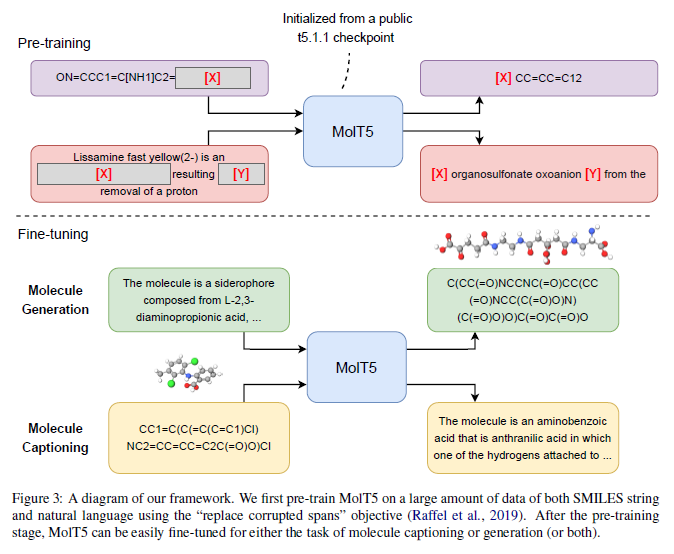 Initialized from a public
t5.1.1 checkpoint
Pre-training
ON=CCC1=C[NH1]C2= [X]
[X] CC=CC=C12
MolT5
Lissamine fast yellow(2-) is an
[X] resulting [Y]
removal of a proton
[X] organosulfonate oxoanion [Y] from the
Fine-tuning
Molecule
Generation
The molecule is a siderophore
composed from L-2,3-
diaminopropionic acid, ...
C(CC(=O)NCCNC(=O)CC(CC
(=O)NCC(C(=O)O)N)
(C(=O)O)O)C(=O)C(=O)O
MolT5
Molecule
Captioning
CC1=C(C(=C(C=C1)Cl)
NC2=CC=CC=C2C(=O)O)Cl
The molecule is an aminobenzoic
acid that is anthranilic acid in which
one of the hydrogens attached to ...
Figure 3: A diagram of our framework. We first pre-train MolT5 on a large amount of data of both SMILES string
and natural language using the “replace corrupted spans” objective (Raffel et al., 2019). After the pre-training
stage, MolT5 can be easily fine-tuned for either the task of molecule captioning or generation (or both).